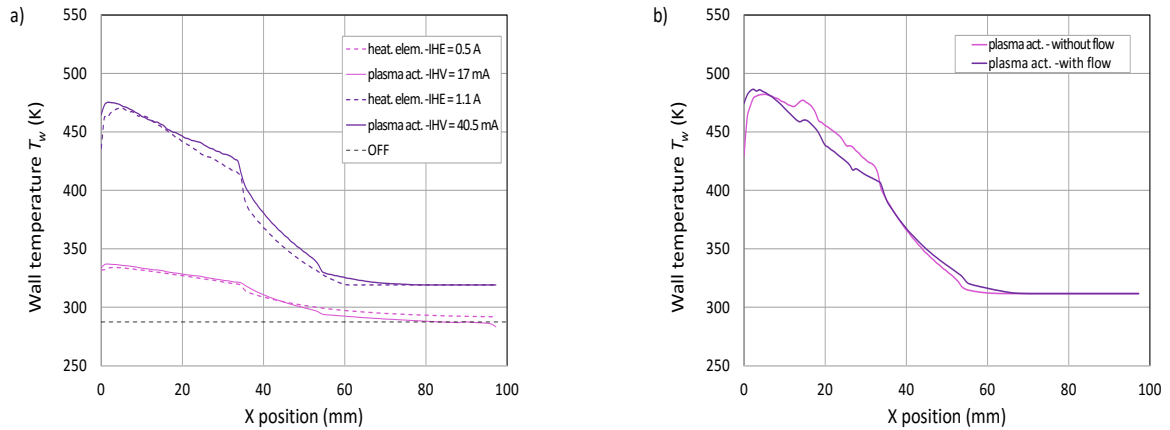 a)
Wall temperature Tw (K)
550
500
450
400
350
300
250
0
20
40
60
80
100
X position (mm)
heat. elem. -IHE = 0.5 A
plasma act. -IHV = 17 mA
heat. elem. -IHE = 1.1 A
plasma act. -IHV = 40.5 mA
OFF
b)
Wall temperature Tw (K)
550
500
450
400
350
300
250
0
20
40
60
80
100
X position (mm)
plasma act. - without flow
plasma act. -with flow